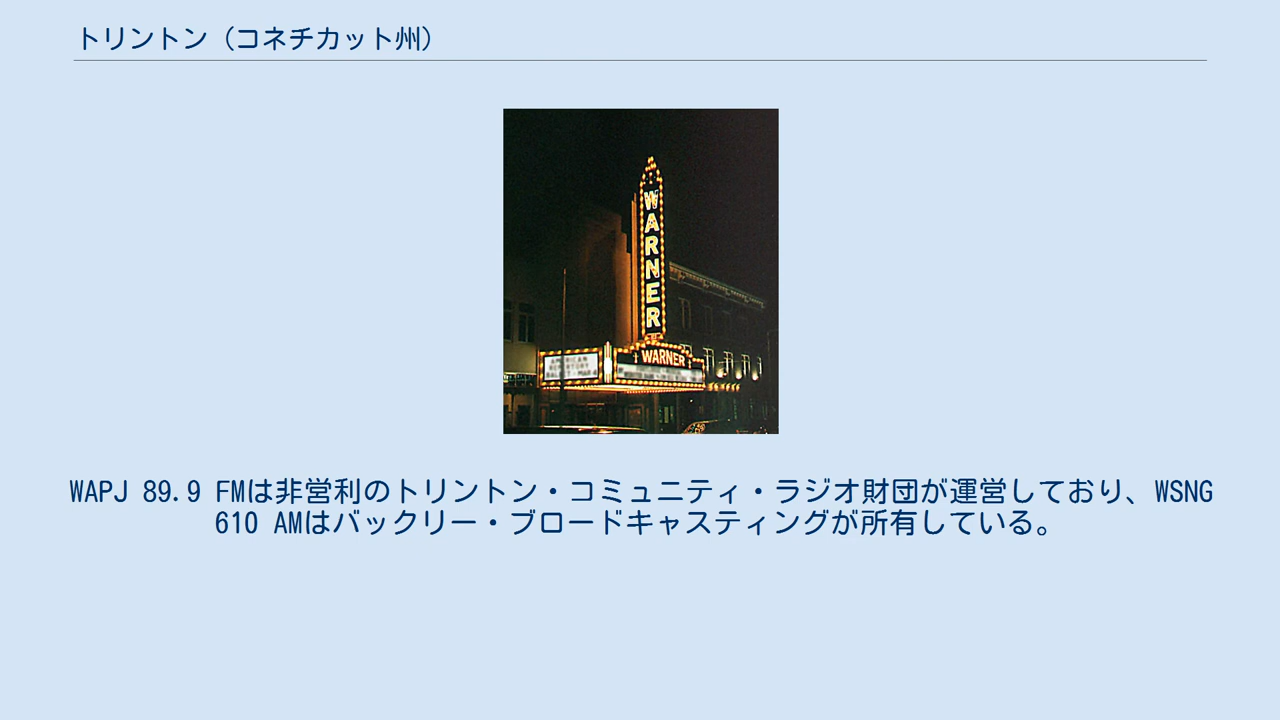 トリントン（コネチカット州）
WARNER
WARNER
AMERICAN
WAPJ 89.9 FMは非営利のトリントン・コミュニティ・ラジオ財団が運営しており、WSNG
610 AMはバックリー・ブロードキャスティングが所有している。